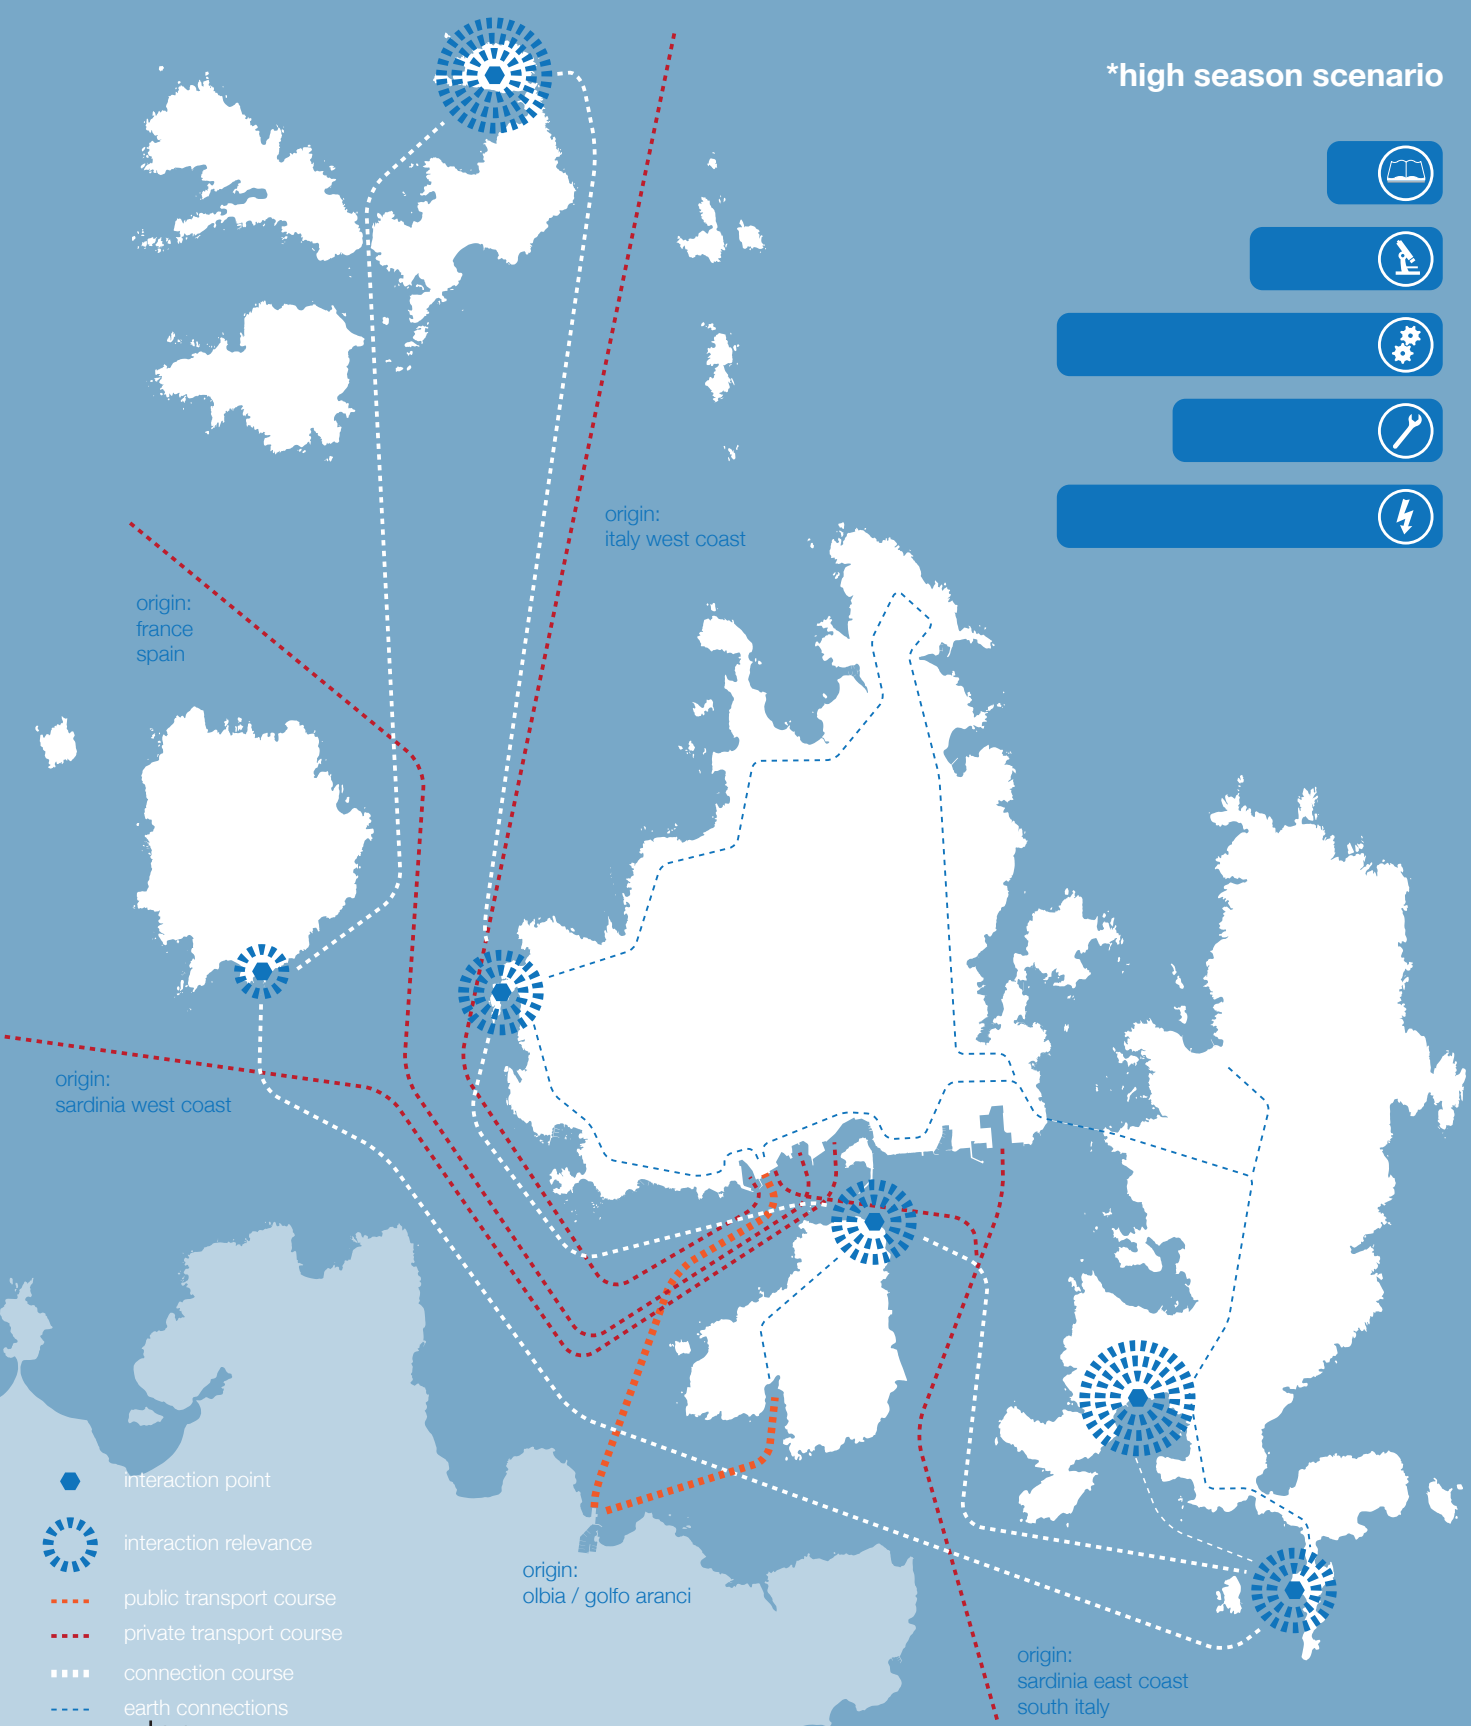 *high season scenario
origin:
italy west coast
origin:
france
spain
origin:
sardinia west coast
interaction point
interaction relevance
public transport course
private transport course
connection course
earth connections
origin:
olbia / golfo aranci
origin:
sardinia east coast
south italy